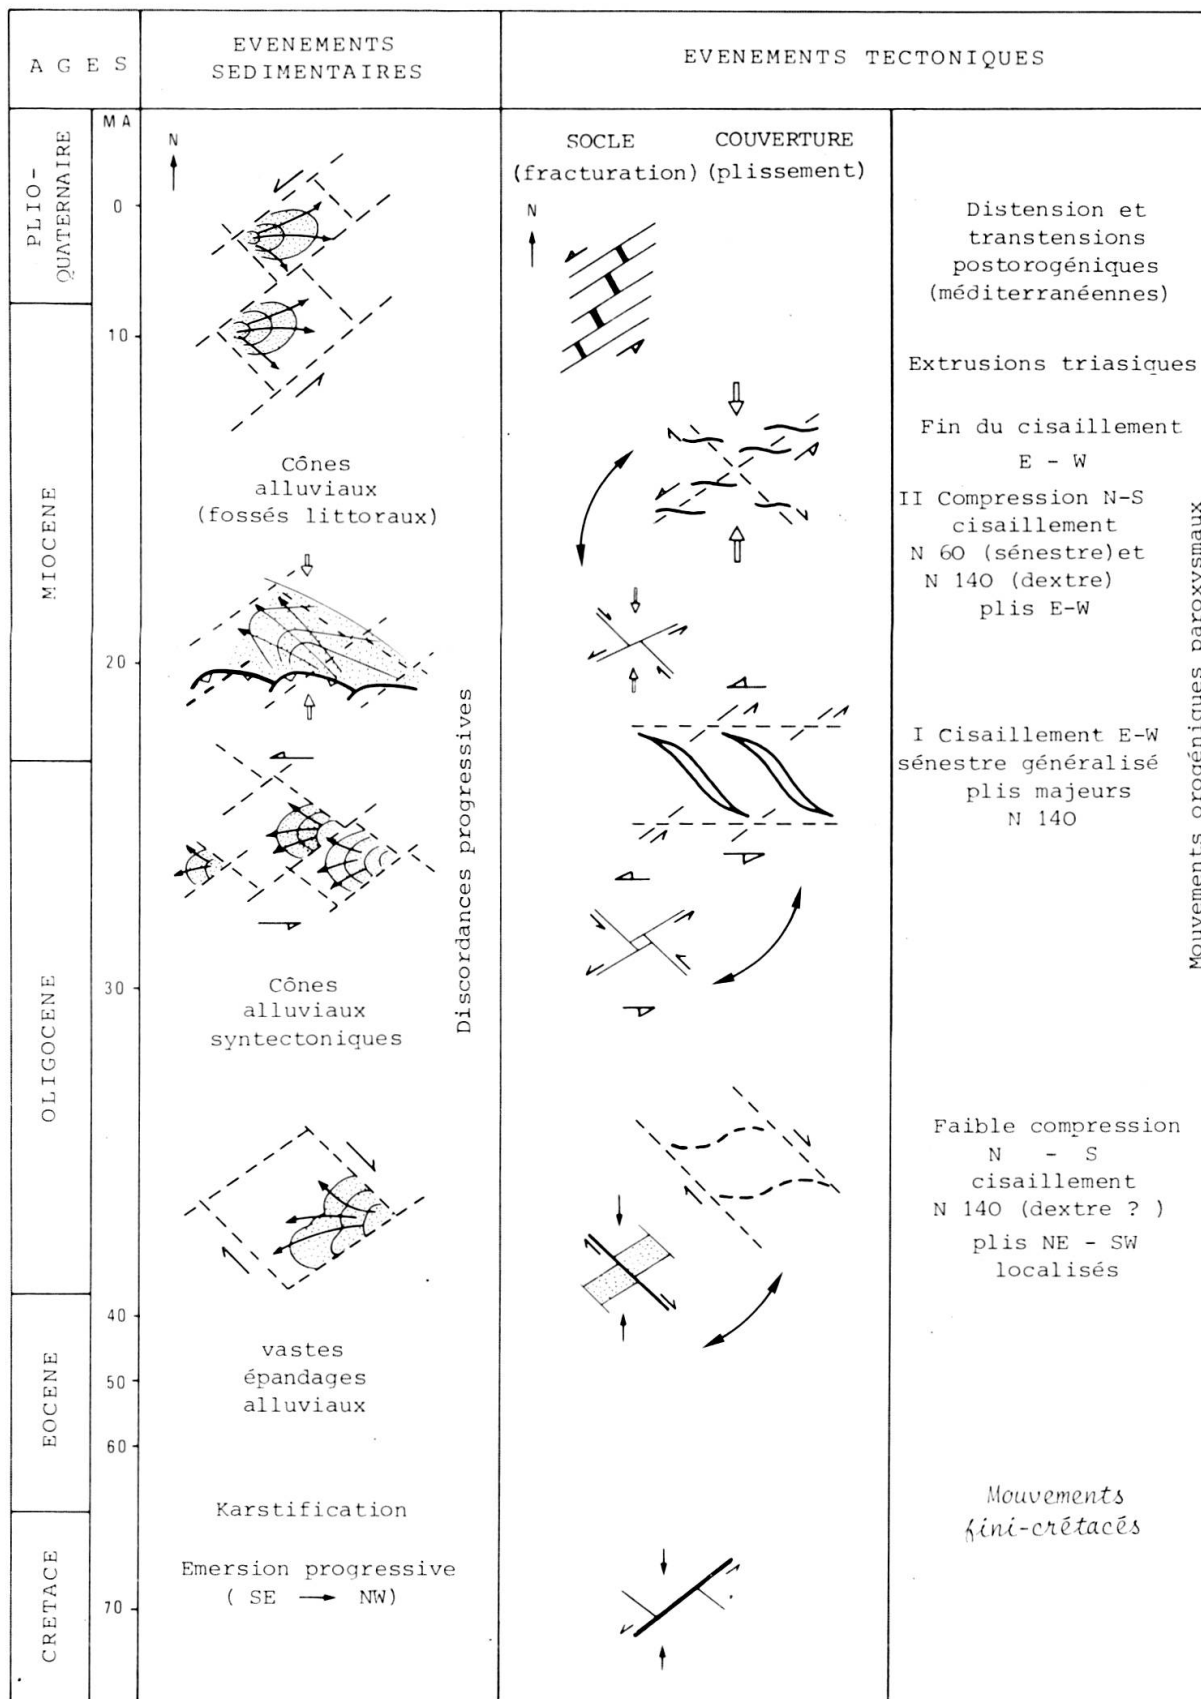 AGES
EVENEMENTS
SEDIMENTAIRES
EVENEMENTS TECTONIQUES
PLIO-
QUATERNAIRE
MIOCENE
OLIGOCENE
EOCENE
CRETACE
MA
0
10
20
30
40
50
60
70
N
Cônes
alluviaux
(fossés littoraux)
Cônes
alluviaux
syntectoniques
vastes
épandages
alluviaux
Karstification
Emersion progressive
( SE → NW)
Discordances progressives
SOCLE
(fracturation)
COUVERTURE
(plissement)
N
Distension et
transtensions
postorogéniques
(méditerranéennes)
Extrusions triasiques
Fin du cisaillement
E - W
II Compression N-S
cisaillement
N 60 (sénestre)et
N 140 (dextre)
plis E-W
I Cisaillement E-W
sénestre généralisé
plis majeurs
N 140
Faible compression
N - S
cisaillement
N 140 (dextre ? )
plis NE - SW
localisés
Mouvements
fini-crétacés
Mouvements orogéniques paroxysmaux